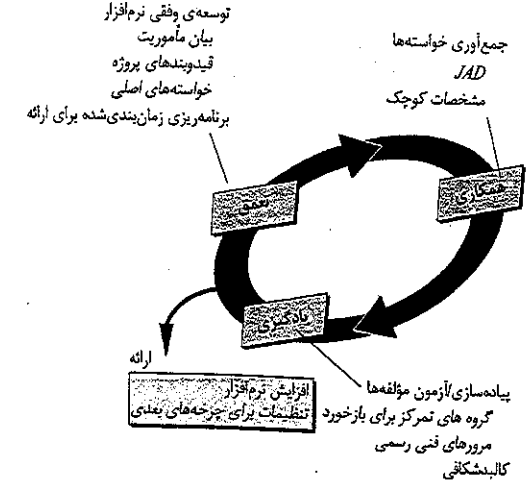 توسعه‌ی وفقی نرم‌افزار
بیان مأموریت
قیدوبندهای پروژه
خواسته‌های اصلی
برنامه‌ریزی زمان‌بندی‌شده برای ارائه
جمع‌آوری خواسته‌ها
JAD
مشخصات کوچک
تعمق
همکاری
یادگیری
ارائه
افزایش نرم‌افزار
تنظیمات برای چرخه‌های بعدی
پیاده‌سازی/آزمون مؤلفه‌ها
گروه های تمرکز برای بازخورد
مرورهای فنی رسمی
کالبدشکافی